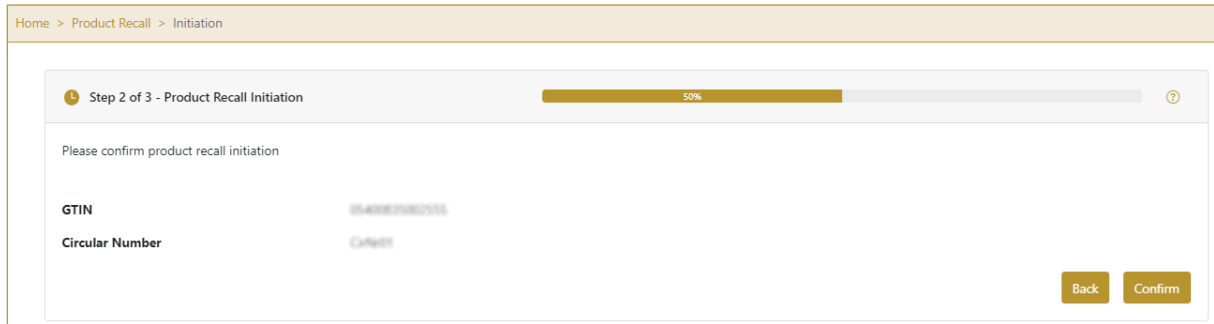 Home > Product Recall > Initiation
Step 2 of 3 - Product Recall Initiation 50% ?
Please confirm product recall initiation
GTIN
Circular Number
Back Confirm